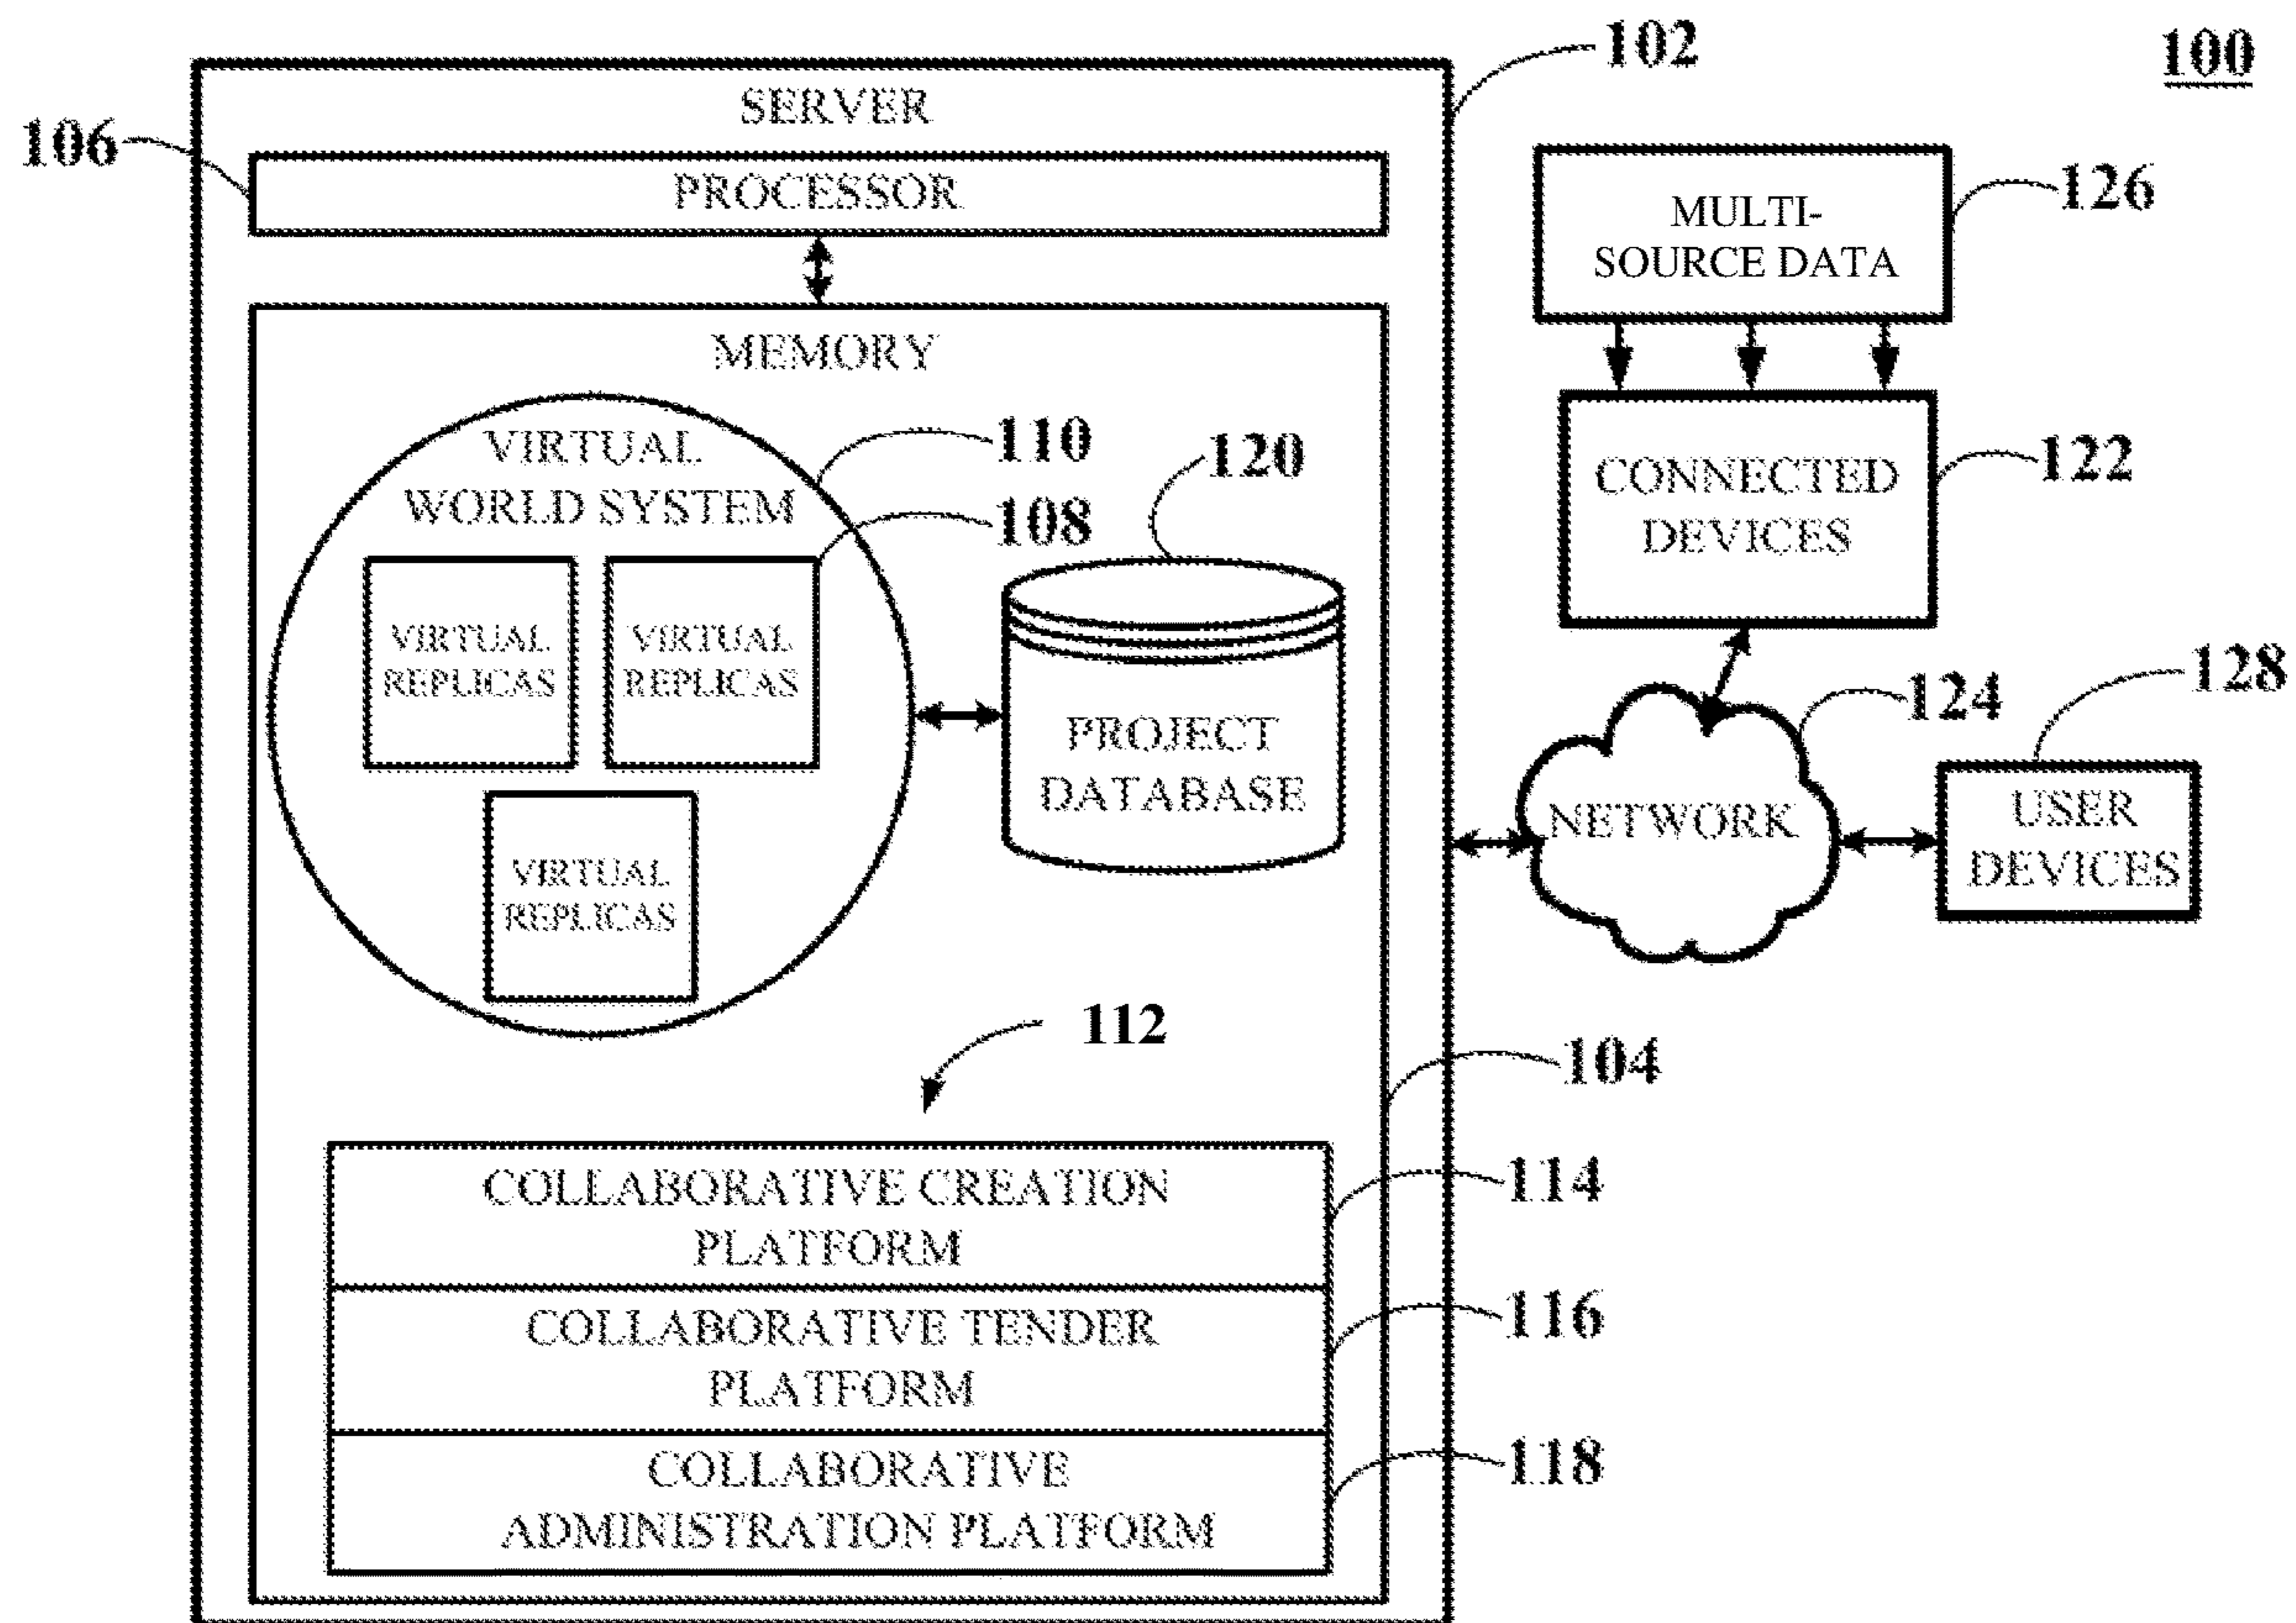 102
100
SERVER
106
PROCESSOR
126
MULTI-
SOURCE DATA
MEMORY
VIRTUAL
WORLD SYSTEM
110
108
120
CONNECTED
DEVICES
122
VIRTUAL
REPLICAS
VIRTUAL
REPLICAS
PROJECT
DATABASE
124
128
NETWORK
USER
DEVICES
VIRTUAL
REPLICAS
112
104
COLLABORATIVE CREATION
PLATFORM
114
COLLABORATIVE TENDER
PLATFORM
116
COLLABORATIVE
ADMINISTRATION PLATFORM
118